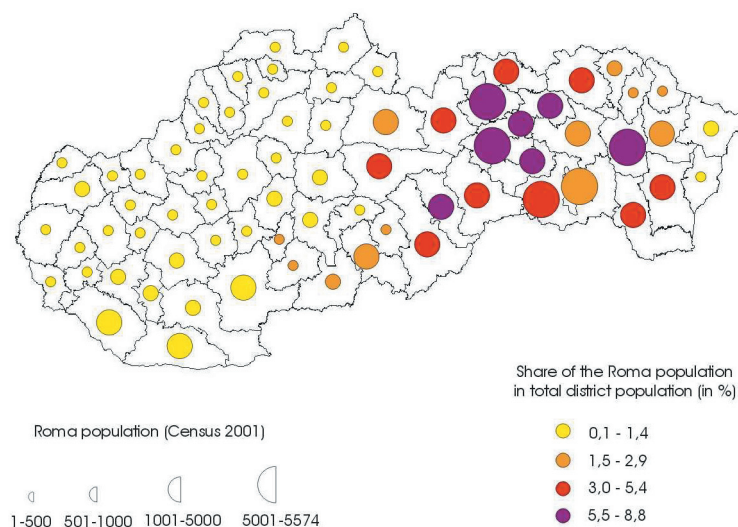 Share of the Roma population
in total district population (in %)
Roma population (Census 2001)
0,1 - 1,4
1,5 - 2,9
3,0 - 5,4
5,5 - 8,8
1-500 501-1000 1001-5000 5001-5574